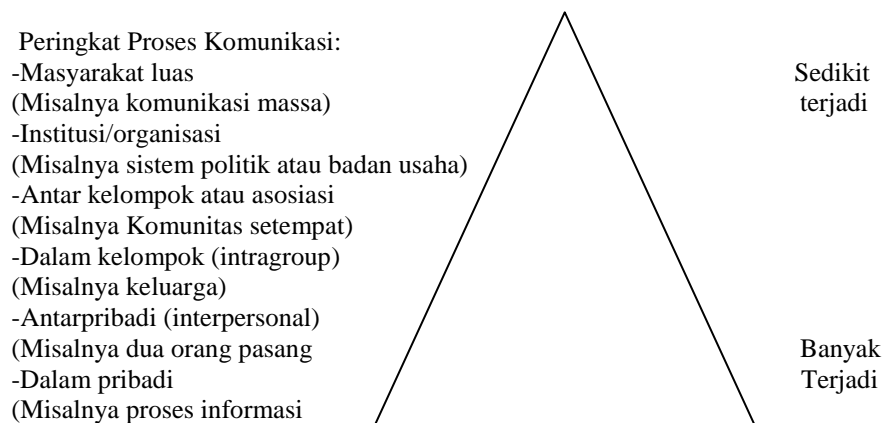 Peringkat Proses Komunikasi:
-Masyarakat luas
(Misalnya komunikasi massa)
-Institusi/organisasi
(Misalnya sistem politik atau badan usaha)
-Antar kelompok atau asosiasi
(Misalnya Komunitas setempat)
-Dalam kelompok (intragroup)
(Misalnya keluarga)
-Antarpribadi (interpersonal)
(Misalnya dua orang pasang
-Dalam pribadi
(Misalnya proses informasi
Sedikit
terjadi
Banyak
Terjadi